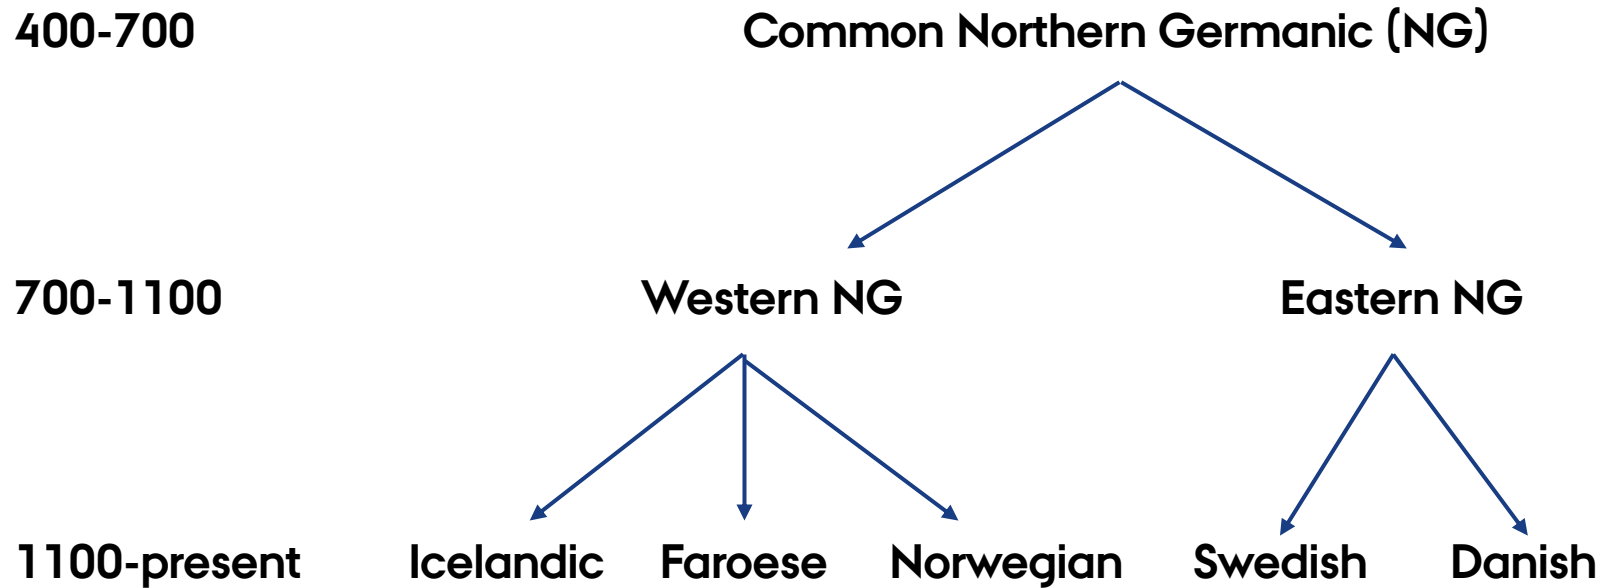 400-700 Common Northern Germanic (NG)
700-1100 Western NG Eastern NG
1100-present Icelandic Faroese Norwegian Swedish Danish